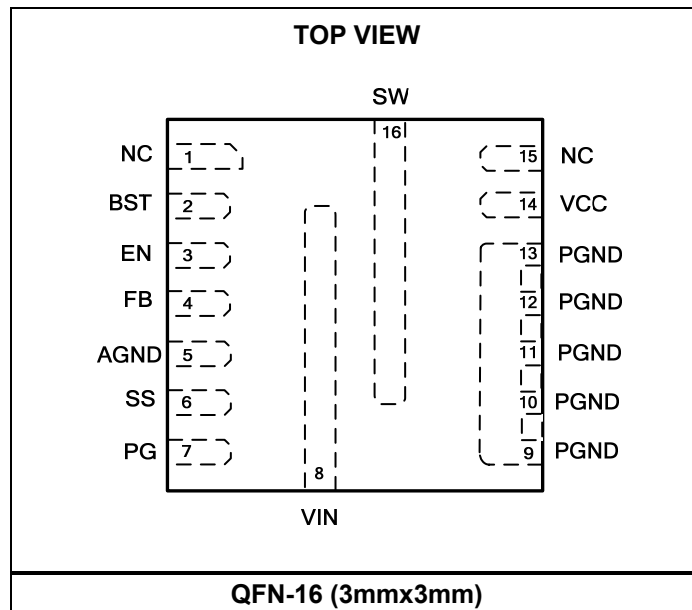 TOP VIEW
SW
16
NC 1 15 NC
BST 2 14 VCC
EN 3 13 PGND
FB 4 12 PGND
AGND 5 11 PGND
SS 6 10 PGND
PG 7 9 PGND
8
VIN
QFN-16 (3mmx3mm)